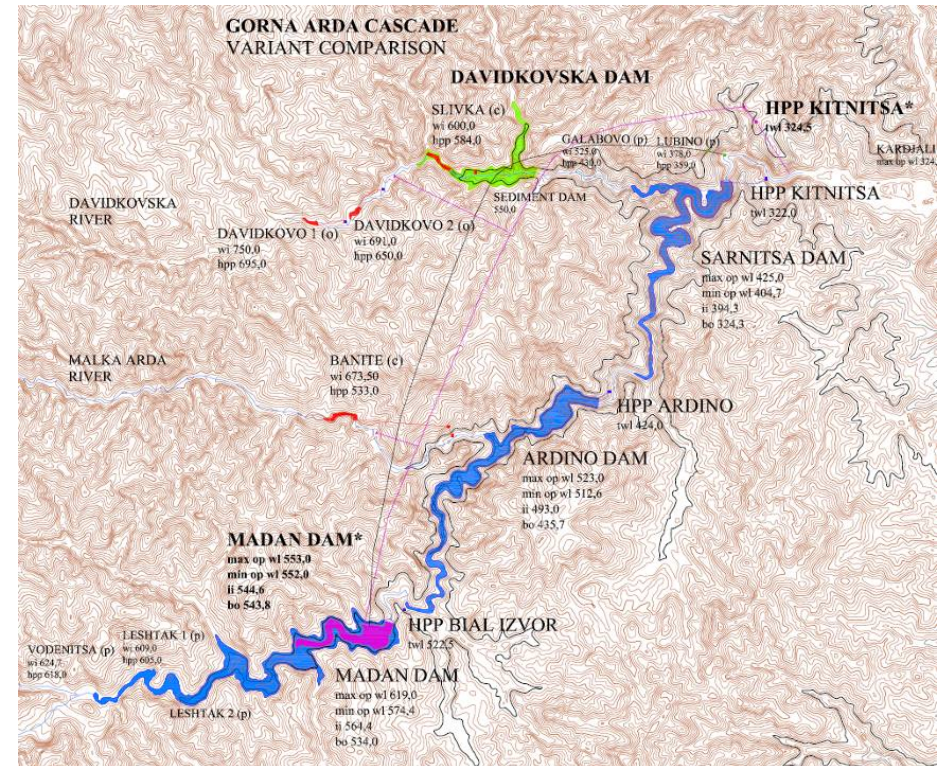 GORNA ARDA CASCADE
VARIANT COMPARISON
DAVIDKOVSKA DAM
SLIVKA (c)
wi 600,0
hpp 584,0
HPP KITNITSA*
twl 324,5
GALABOVO (p)
wi 525,0
hpp 430,0
LUBINO (p)
wi 378,0
hpp 359,0
KARDJALI
max op wl 324,
SEDIMENT DAM
550,0
HPP KITNITSA
twl 322,0
DAVIDKOVSKA
RIVER
DAVIDKOVO 1 (o)
wi 750,0
hpp 695,0
DAVIDKOVO 2 (o)
wi 691,0
hpp 650,0
SARNITSA DAM
max op wl 425,0
min op wl 404,7
ii 394,3
bo 324,3
MALKA ARDA
RIVER
BANITE (c)
wi 673,50
hpp 533,0
HPP ARDINO
twl 424,0
ARDINO DAM
max op wl 523,0
min op wl 512,6
ii 493,0
bo 435,7
MADAN DAM*
max op wl 553,0
min op wl 552,0
ii 544,6
bo 543,8
HPP BIAL IZVOR
twl 522,5
VODENITSA (p)
wi 624,7
hpp 618,0
LESHTAK 1 (p)
wi 609,0
hpp 605,0
LESHTAK 2 (p)
MADAN DAM
max op wl 619,0
min op wl 574,4
ii 564,4
bo 534,0